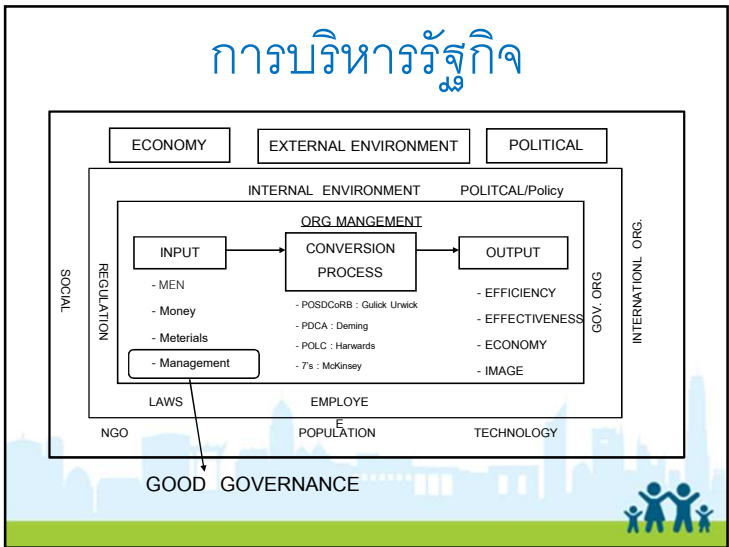 การบริหารรัฐกิจ
ECONOMY
EXTERNAL ENVIRONMENT
POLITICAL
INTERNAL ENVIRONMENT
POLITCAL/Policy
ORG MANGEMENT
INPUT
CONVERSION
PROCESS
OUTPUT
- MEN
- Money
- Meterials
- Management
- POSDCoRB : Gulick Urwick
- PDCA : Deming
- POLC : Harwards
- 7's : McKinsey
- EFFICIENCY
- EFFECTIVENESS
- ECONOMY
- IMAGE
SOCIAL
REGULATION
GOV. ORG
INTERNATIONL ORG.
LAWS
EMPLOYE
E
NGO
POPULATION
TECHNOLOGY
GOOD GOVERNANCE